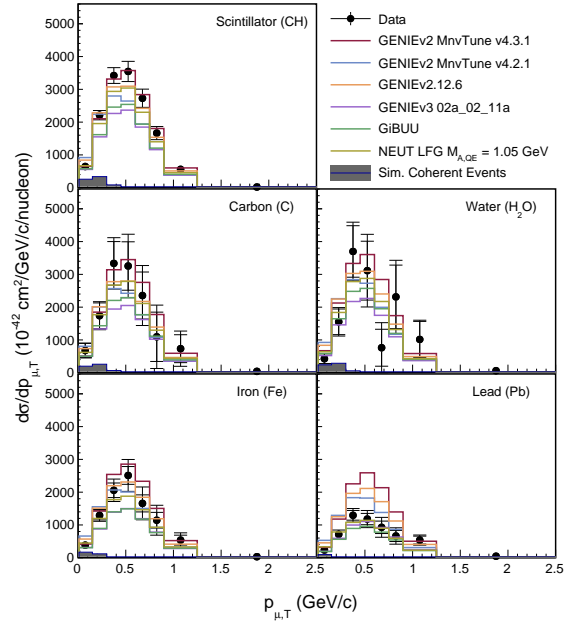 Scintillator (CH)
5000
4000
3000
2000
1000
0
Data
GENIEv2 MnvTune v4.3.1
GENIEv2 MnvTune v4.2.1
GENIEv2.12.6
GENIEv3 02a_02_11a
GiBUU
NEUT LFG M_A,QE = 1.05 GeV
Sim. Coherent Events
Carbon (C)
5000
4000
3000
2000
1000
0
Water (H₂O)
Iron (Fe)
5000
4000
3000
2000
1000
0
Lead (Pb)
0 0.5 1 1.5 2 2.5 0.5 1 1.5 2 2.5
dσ/dp_μ,T (10⁻⁴² cm²/GeV/c/nucleon)
p_μ,T (GeV/c)